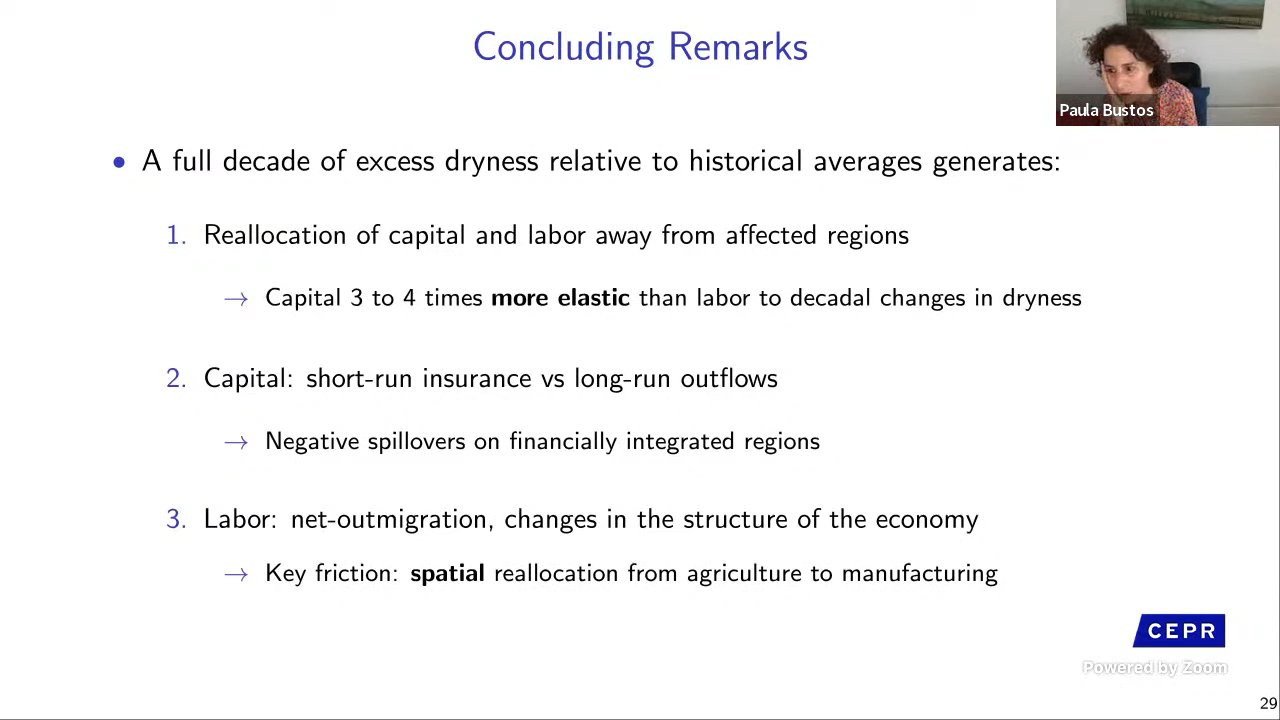 Concluding Remarks
Paula Bustos
• A full decade of excess dryness relative to historical averages generates:
1. Reallocation of capital and labor away from affected regions
→ Capital 3 to 4 times more elastic than labor to decadal changes in dryness
2. Capital: short-run insurance vs long-run outflows
→ Negative spillovers on financially integrated regions
3. Labor: net-outmigration, changes in the structure of the economy
→ Key friction: spatial reallocation from agriculture to manufacturing
CEPR
Powered by Zoom
29